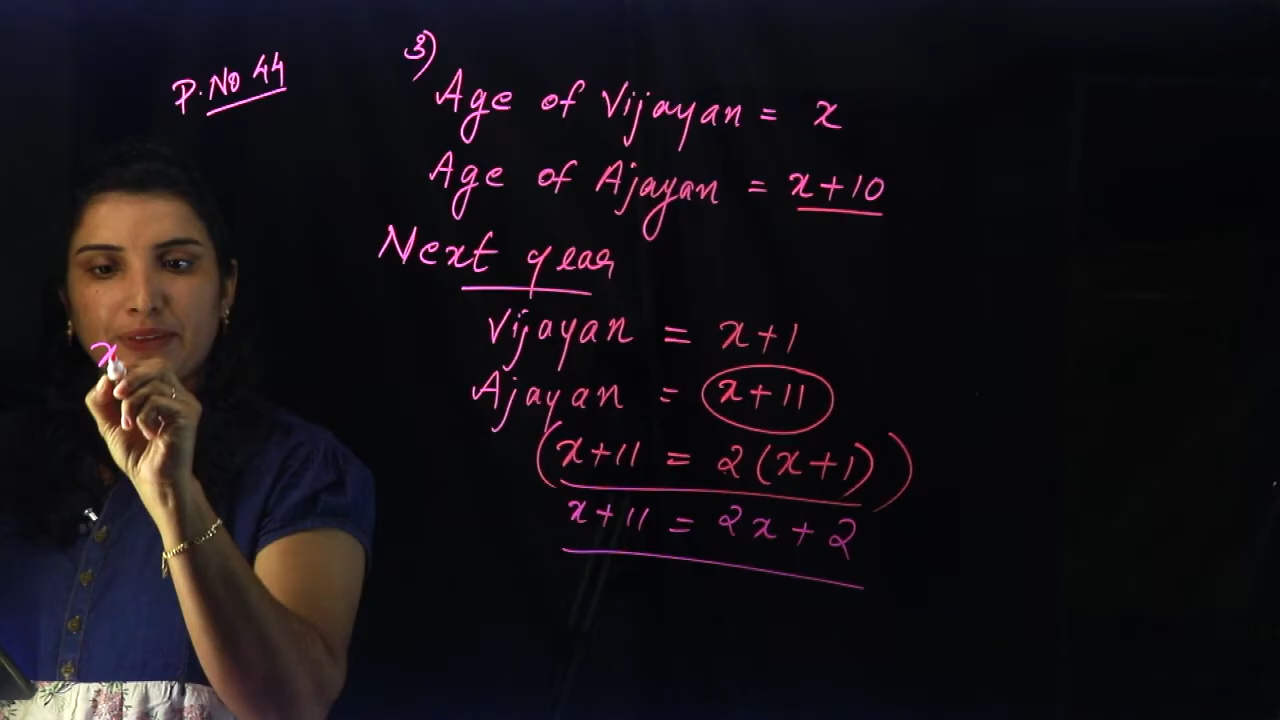 P. No 44
3)
Age of Vijayan = x
Age of Ajayan = x+10
Next year
Vijayan = x+1
Ajayan = x+11
(x+11 = 2(x+1))
x+11 = 2x+2
x